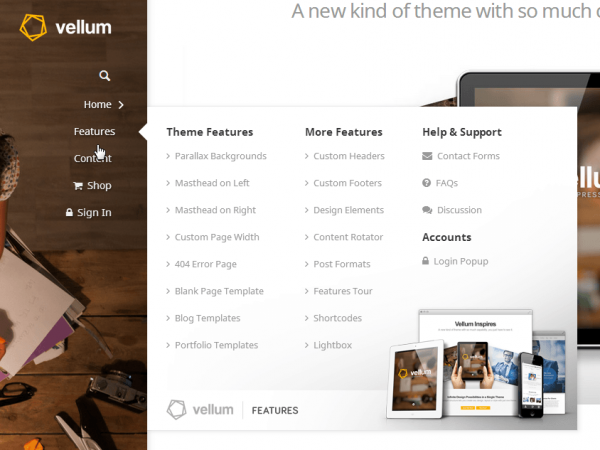 vellum
A new kind of theme with so much
Home
Features
Content
Shop
Sign In
Theme Features
Parallax Backgrounds
Masthead on Left
Masthead on Right
Custom Page Width
404 Error Page
Blank Page Template
Blog Templates
Portfolio Templates
More Features
Custom Headers
Custom Footers
Design Elements
Content Rotator
Post Formats
Features Tour
Shortcodes
Lightbox
Help & Support
Contact Forms
FAQs
Discussion
Accounts
Login Popup
Vellum Inspires
vellum
vellum FEATURES